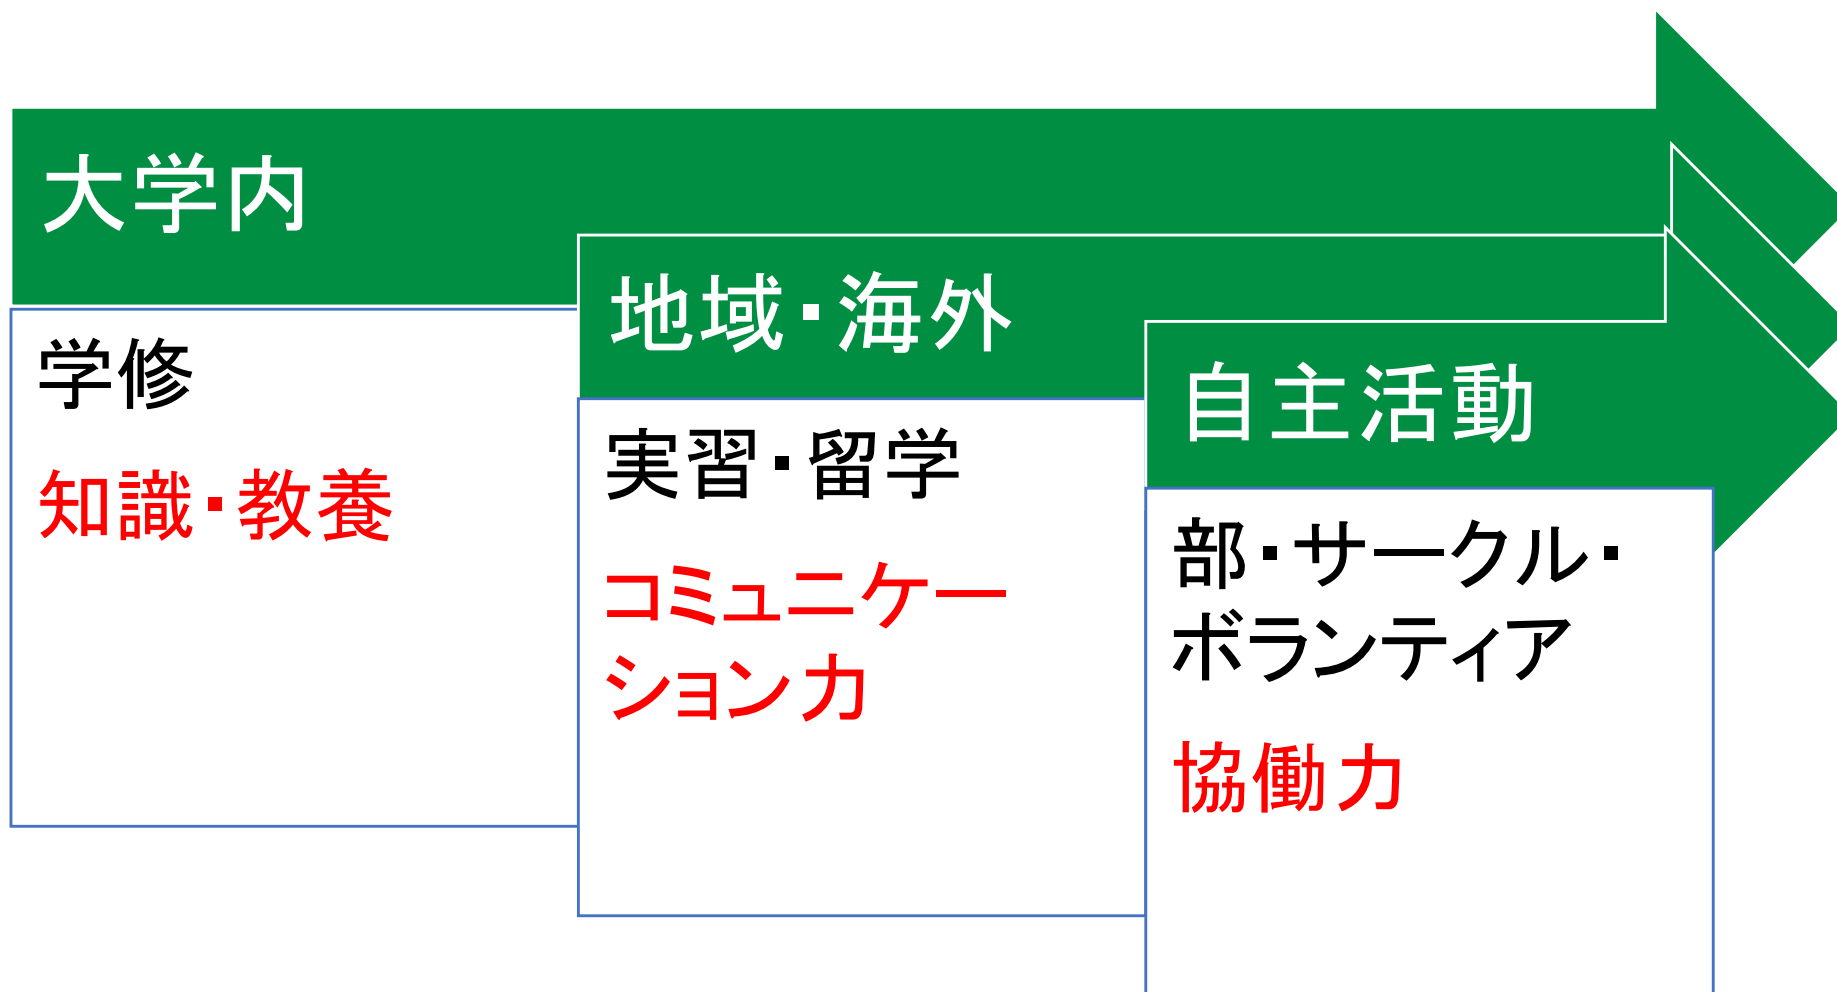 大学内
学修
知識・教養
地域・海外
実習・留学
コミュニケー
ション力
自主活動
部・サークル・
ボランティア
協働力